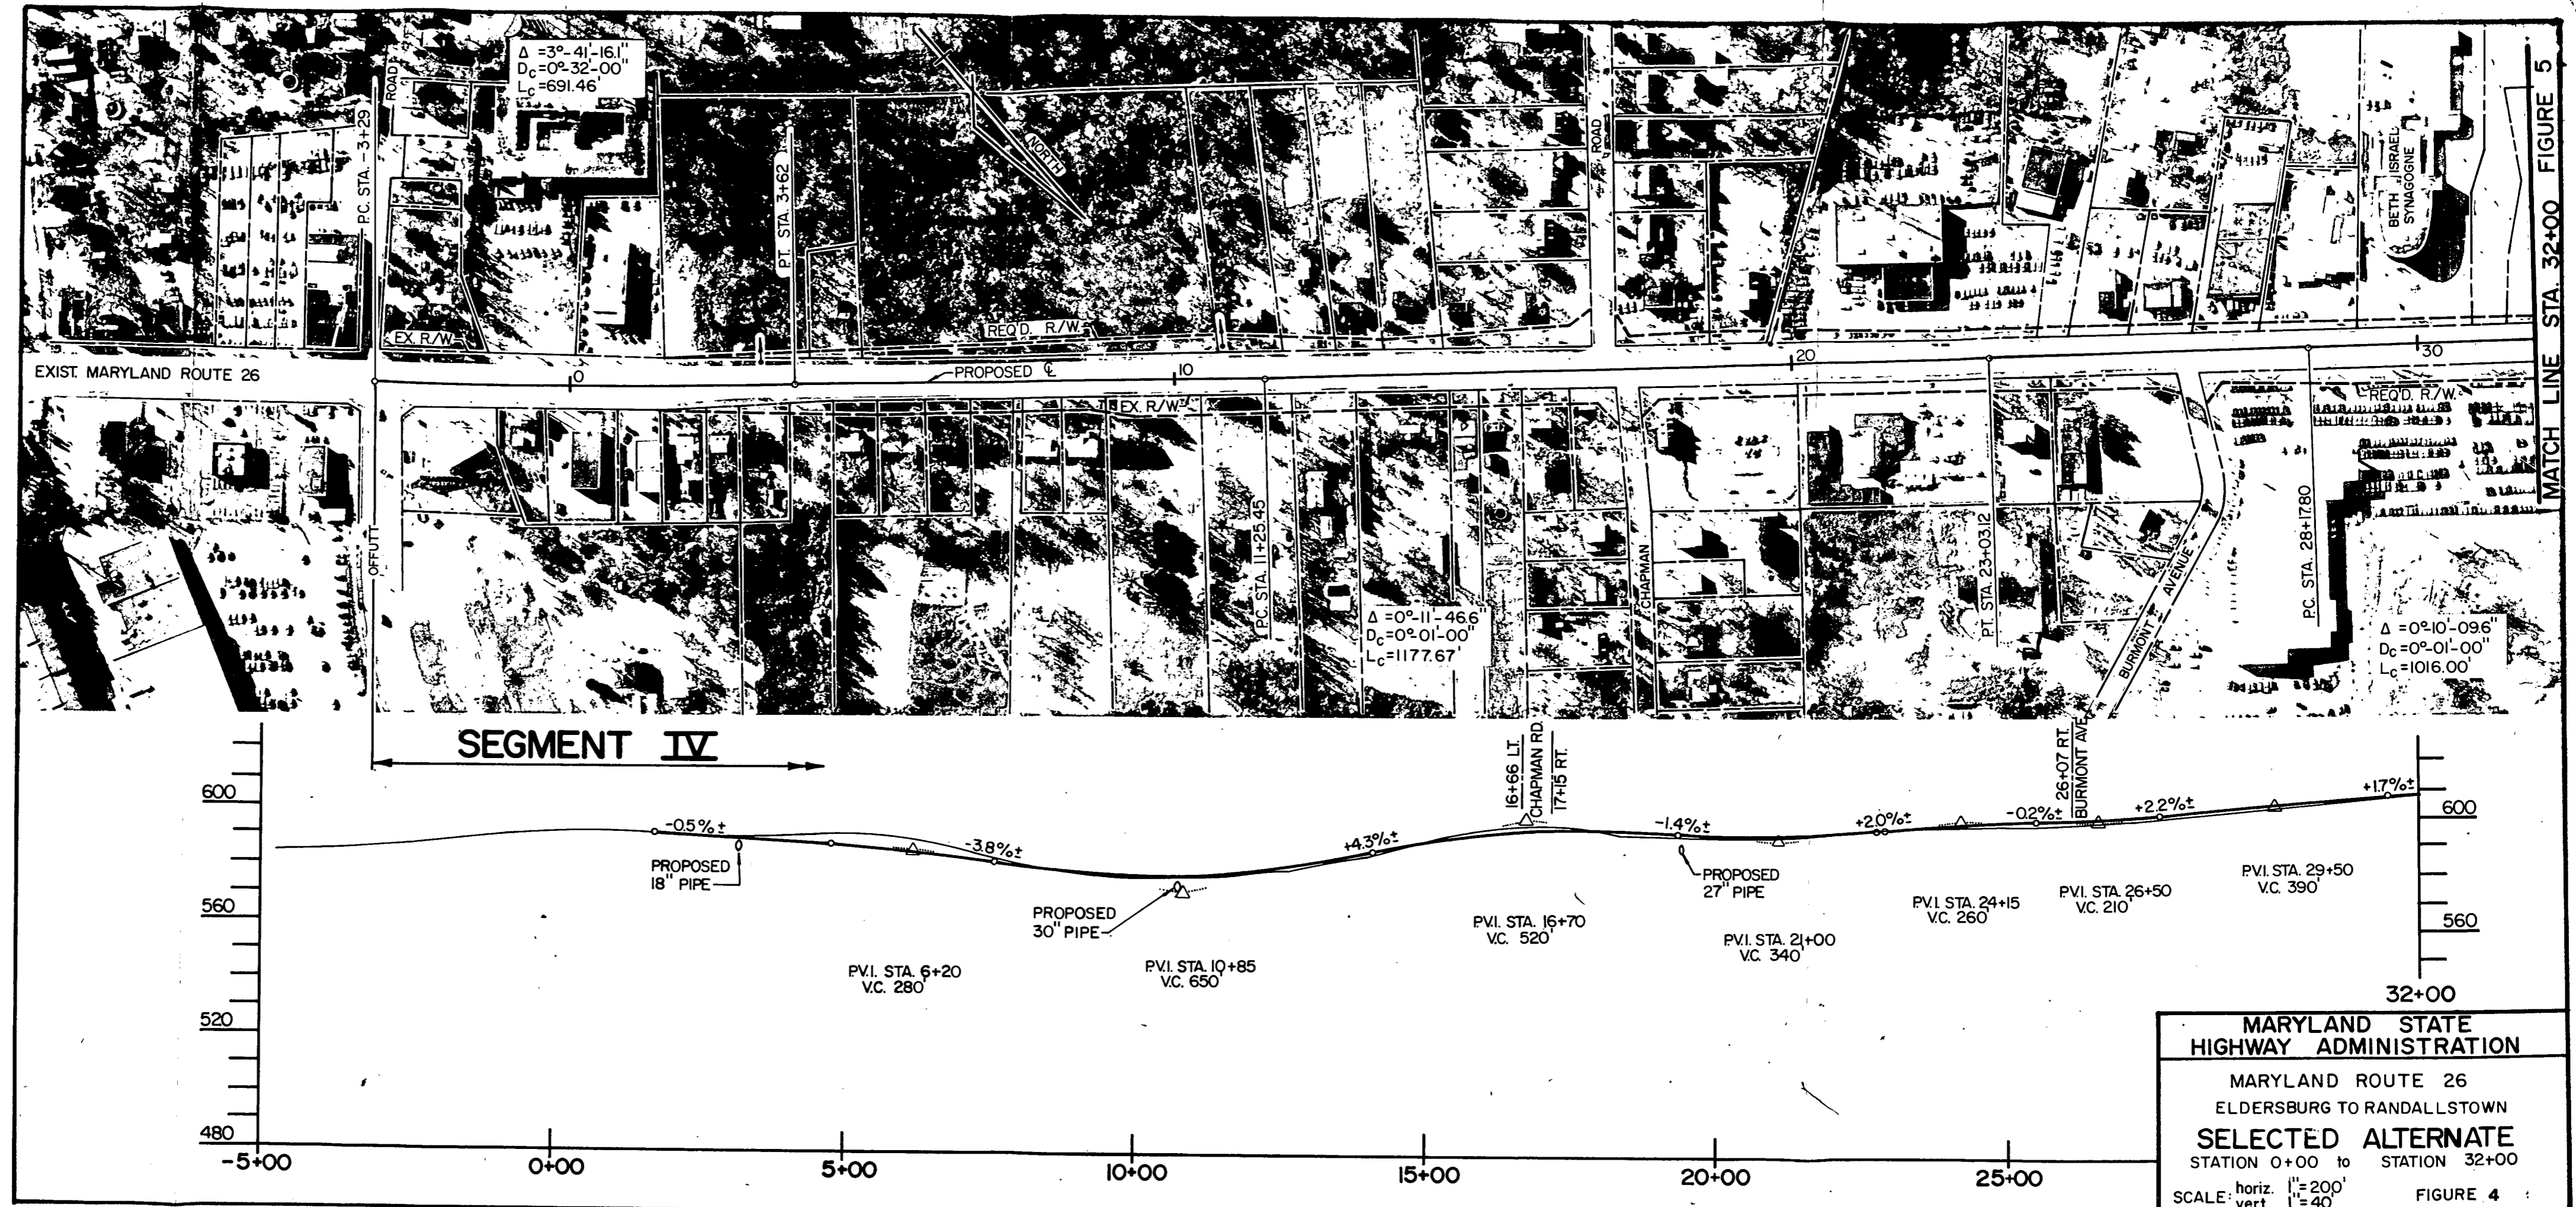 Δ =3°-41'-16.1"
Dc=0°-32'-00"
Lc=691.46'
ROAD
P.C. STA. -3+29
PT. STA. 3+62
NORTH
ROAD
BETH ISRAEL
SYNAGOGNE
MATCH LINE STA. 32+00 FIGURE 5
EX. R/W
REQ'D. R/W
EXIST. MARYLAND ROUTE 26
0
PROPOSED ℄
10
20
30
EX. R/W
REQ'D. R/W.
OFFUTT
P.C. STA. 11+25.45
Δ =0°-11'-46.6"
Dc=0°-01'-00"
Lc=1177.67'
CHAPMAN
PT. STA. 23+03.12
BURMONT AVENUE
P.C. STA. 28+17.80
Δ =0°-10'-09.6"
Dc=0°-01'-00"
Lc=1016.00'
SEGMENT IV
16+66 LT.
CHAPMAN RD.
17+15 RT.
26+07 RT.
BURMONT AVE.
600
560
520
480
-0.5%±
-3.8%±
+4.3%±
-1.4%±
+2.0%±
-0.2%±
+2.2%±
+1.7%±
600
560
PROPOSED
18" PIPE
PROPOSED
30" PIPE
PROPOSED
27" PIPE
P.V.I. STA. 6+20
V.C. 280'
P.V.I. STA. 10+85
V.C. 650'
P.V.I. STA. 16+70
V.C. 520'
P.V.I. STA. 21+00
V.C. 340'
P.V.I. STA. 24+15
V.C. 260'
P.V.I. STA. 26+50
V.C. 210'
P.V.I. STA. 29+50
V.C. 390'
32+00
-5+00
0+00
5+00
10+00
15+00
20+00
25+00
MARYLAND STATE
HIGHWAY ADMINISTRATION
MARYLAND ROUTE 26
ELDERSBURG TO RANDALLSTOWN
SELECTED ALTERNATE
STATION 0+00 to STATION 32+00
SCALE: horiz. 1"=200'
vert. 1"=40'
FIGURE 4